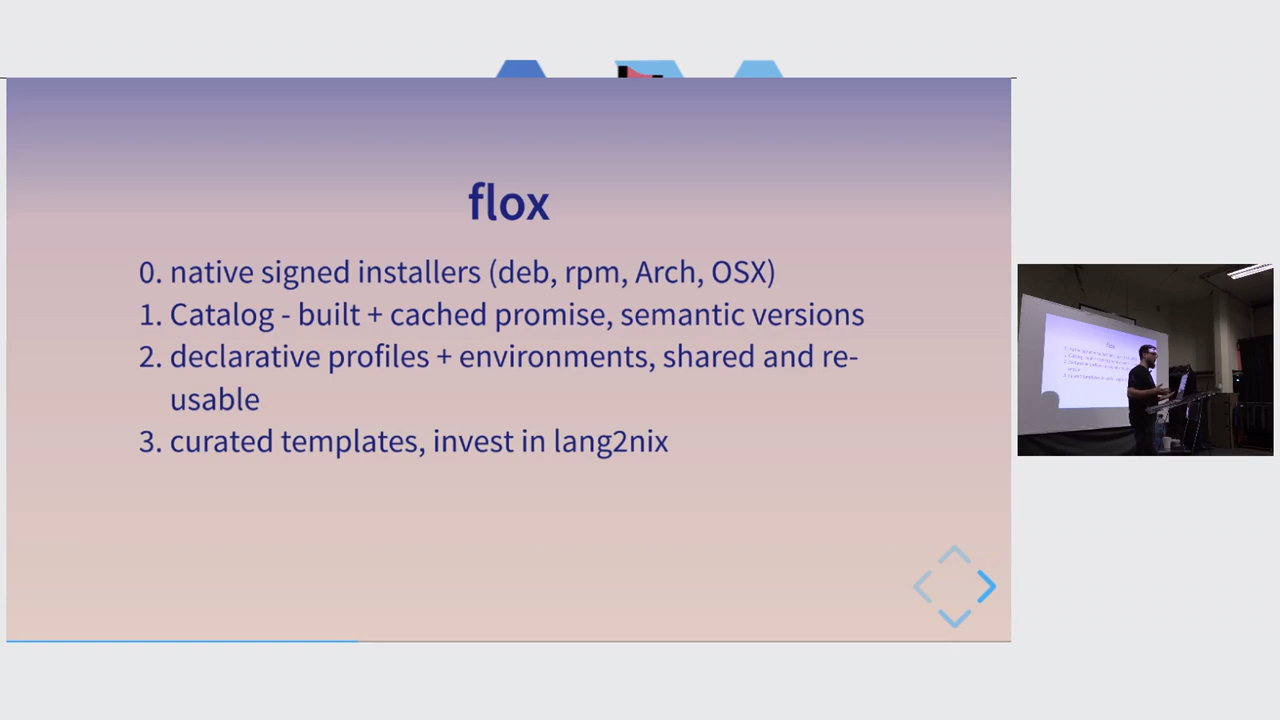 flox
0. native signed installers (deb, rpm, Arch, OSX)
1. Catalog - built + cached promise, semantic versions
2. declarative profiles + environments, shared and re-
usable
3. curated templates, invest in lang2nix